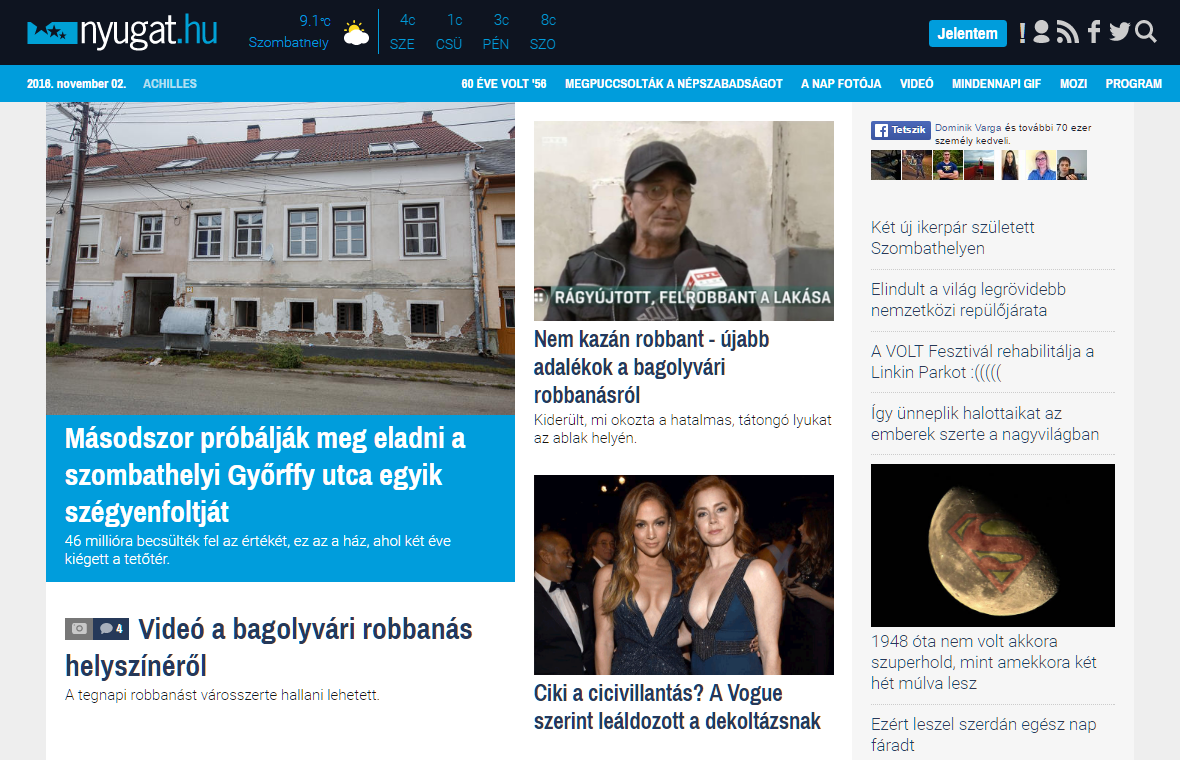 nyugat.hu
9.1°C
Szombathely
4C 1C 3C 8C
SZE CSÜ PÉN SZO
Jelentem
2016. november 02. ACHILLES
60 ÉVE VOLT '56 MEGPUCCSOLTÁK A NÉPSZABADSÁGOT A NAP FOTÓJA VIDEÓ MINDENNAPI GIF MOZI PROGRAM
Másodszor próbálják meg eladni a
szombathelyi Győrffy utca egyik
szégyenfoltját
46 millióra becsülték fel az értékét, ez az a ház, ahol két éve
kiégett a tetőtér.
4 Videó a bagolyvári robbanás
helyszínéről
A tegnapi robbanást városszerte hallani lehetett.
RTL
RÁGYÚJTOTT, FELROBBANT A LAKÁSA
Nem kazán robbant - újabb
adalékok a bagolyvári
robbanásról
Kiderült, mi okozta a hatalmas, tátongó lyukat
az ablak helyén.
Ciki a cicivillantás? A Vogue
szerint leáldozott a dekoltázsnak
Tetszik Dominik Varga és további 70 ezer
személy kedveli.
Két új ikerpár született
Szombathelyen
Elindult a világ legrövidebb
nemzetközi repülőjárata
A VOLT Fesztivál rehabilitálja a
Linkin Parkot :(((((
Így ünneplik halottaikat az
emberek szerte a nagyvilágban
1948 óta nem volt akkora
szuperhold, mint amekkora két
hét múlva lesz
Ezért leszel szerdán egész nap
fáradt